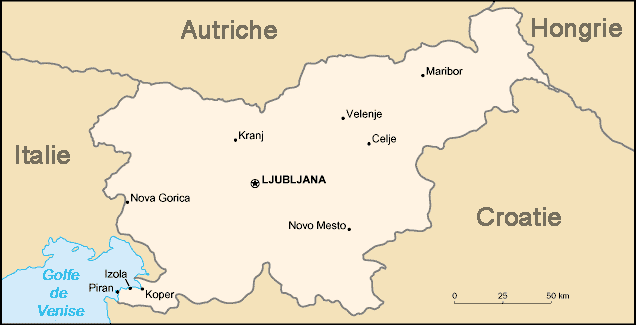 Autriche
Hongrie
Maribor
Velenje
Kranj
Celje
Italie
LJUBLJANA
Nova Gorica
Croatie
Novo Mesto
Golfe
de
Venise
Izola
Piran
Koper
0 25 50 km